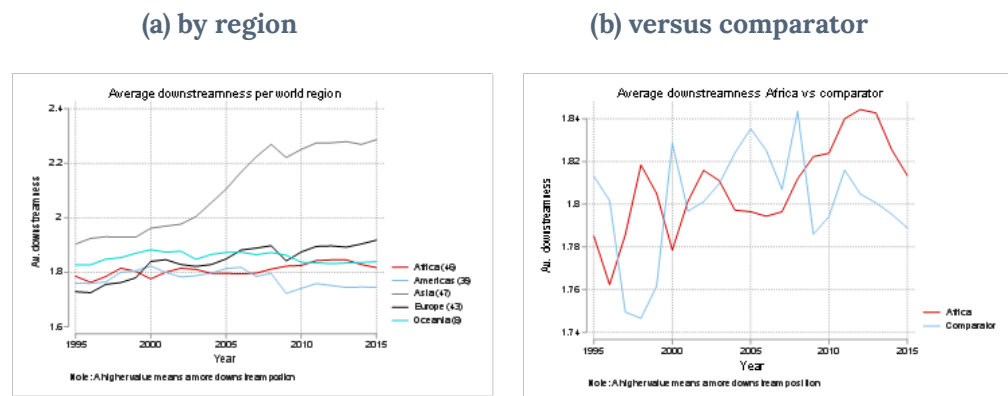 (a) by region
(b) versus comparator
Average downstreamness per world region
2.4
2.2
2
1.8
1.6
Av. downstreamness
1995
2000
2005
2010
2015
Year
Africa (46)
Americas (36)
Asia (47)
Europe (43)
Oceania (8)
Note: A higher value means a more downstream position
Average downstreamness Africa vs comparator
1.84
1.82
1.8
1.78
1.76
1.74
Av. downstreamness
1995
2000
2005
2010
2015
Year
Africa
Comparator
Note: A higher value means a more downstream position